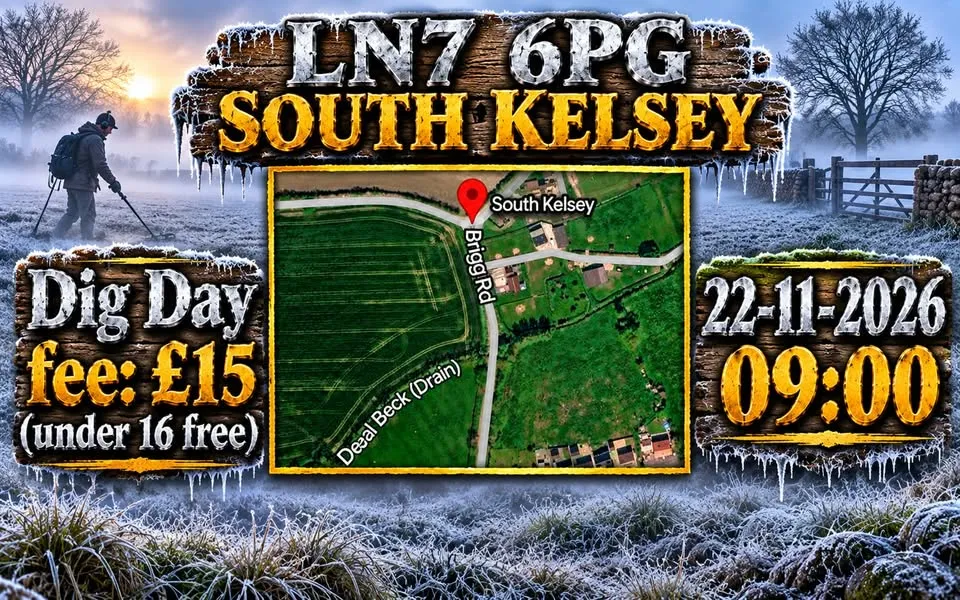 LN7 6PG
SOUTH KELSEY
South Kelsey
Brigg Rd
Deaal Beck (Drain)
Dig Day
fee: £15
(under 16 free)
22-11-2026
09:00